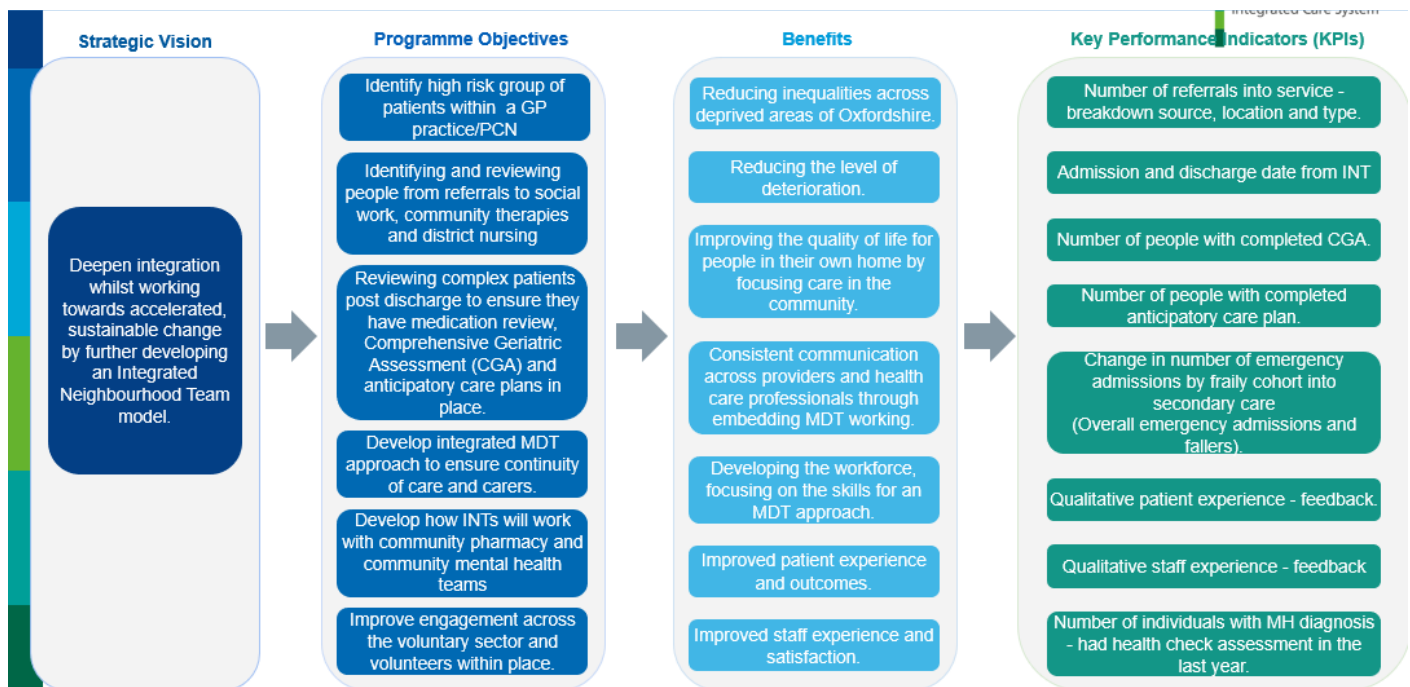 Integrated Care System
Strategic Vision
Programme Objectives
Benefits
Key Performance Indicators (KPIs)
Deepen integration
whilst working
towards accelerated,
sustainable change
by further developing
an Integrated
Neighbourhood Team
model.
Identify high risk group of
patients within a GP
practice/PCN
Identifying and reviewing
people from referrals to social
work, community therapies
and district nursing
Reviewing complex patients
post discharge to ensure they
have medication review,
Comprehensive Geriatric
Assessment (CGA) and
anticipatory care plans in
place.
Develop integrated MDT
approach to ensure continuity
of care and carers.
Develop how INTs will work
with community pharmacy and
community mental health
teams
Improve engagement across
the voluntary sector and
volunteers within place.
Reducing inequalities across
deprived areas of Oxfordshire.
Reducing the level of
deterioration.
Improving the quality of life for
people in their own home by
focusing care in the
community.
Consistent communication
across providers and health
care professionals through
embedding MDT working.
Developing the workforce,
focusing on the skills for an
MDT approach.
Improved patient experience
and outcomes.
Improved staff experience and
satisfaction.
Number of referrals into service -
breakdown source, location and type.
Admission and discharge date from INT
Number of people with completed CGA.
Number of people with completed
anticipatory care plan.
Change in number of emergency
admissions by fraily cohort into
secondary care
(Overall emergency admissions and
fallers).
Qualitative patient experience - feedback.
Qualitative staff experience - feedback
Number of individuals with MH diagnosis
- had health check assessment in the
last year.